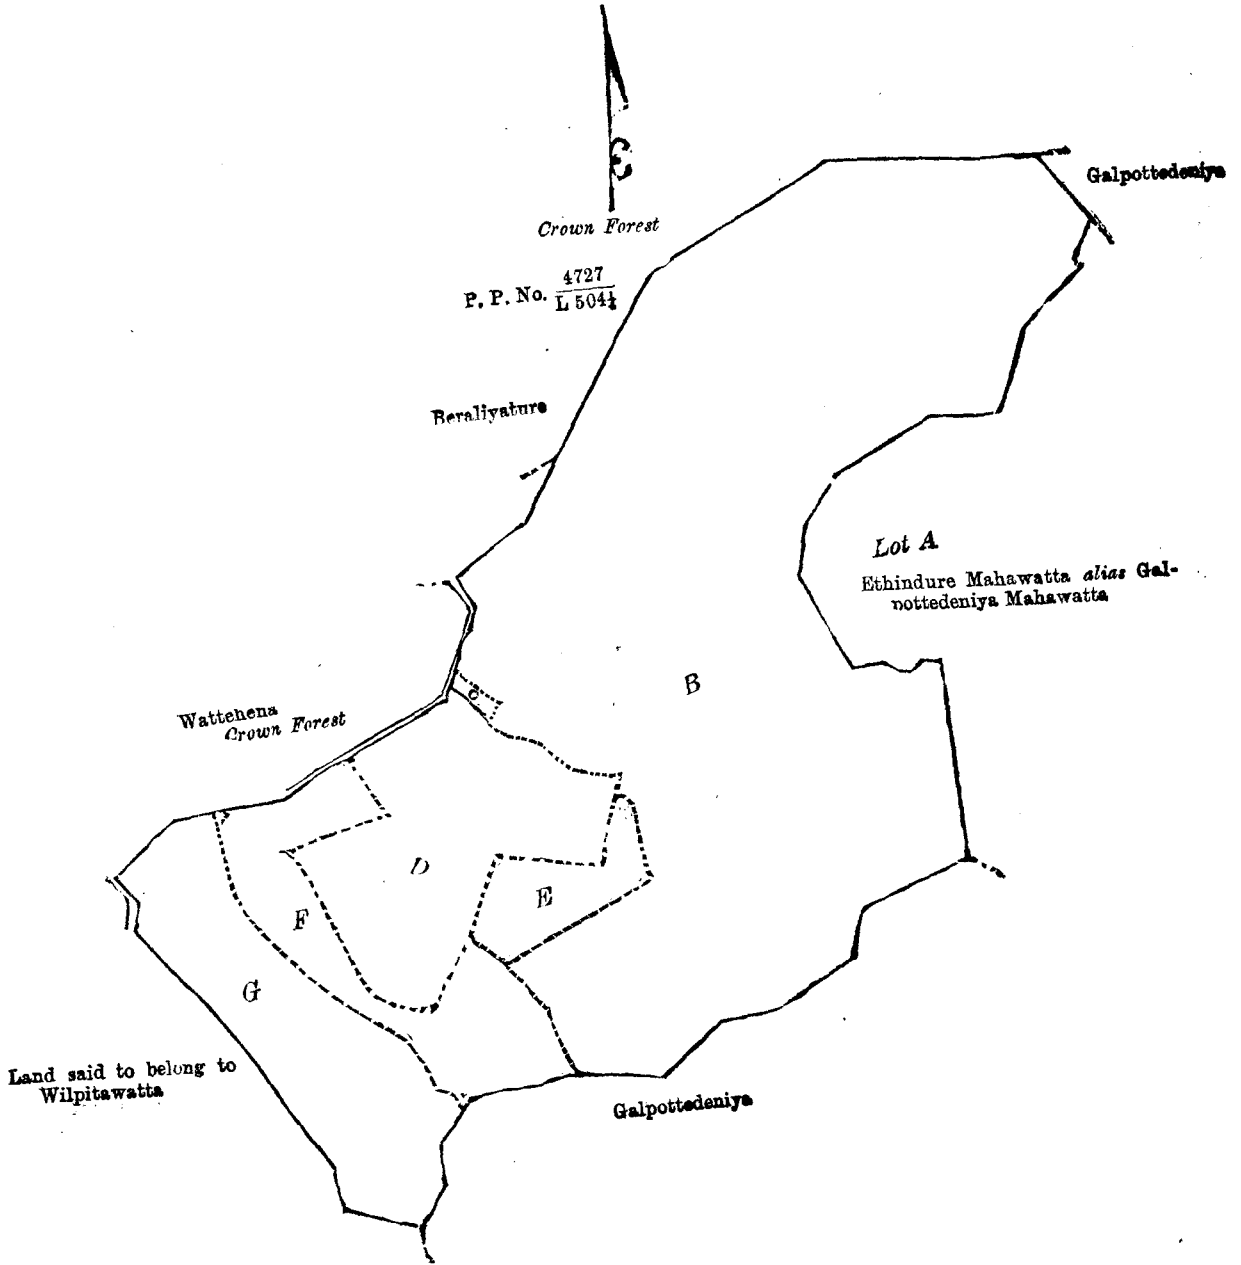 Galpottedeniya
Crown Forest
P. P. No. 4727
L 504¼
Beraliyature
Lot A
Ethindure Mahawatta alias Gal-
pottedeniya Mahawatta
B
C
Wattehena
Crown Forest
D
E
F
G
Land said to belong to
Wilpitawatta
Galpottedeniya